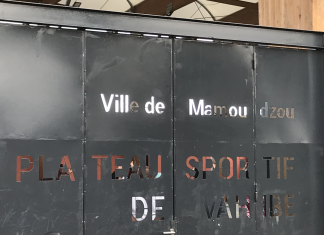 Ville de Mamoudzou
PLATEAU SPORTIF
DE VAHIBE